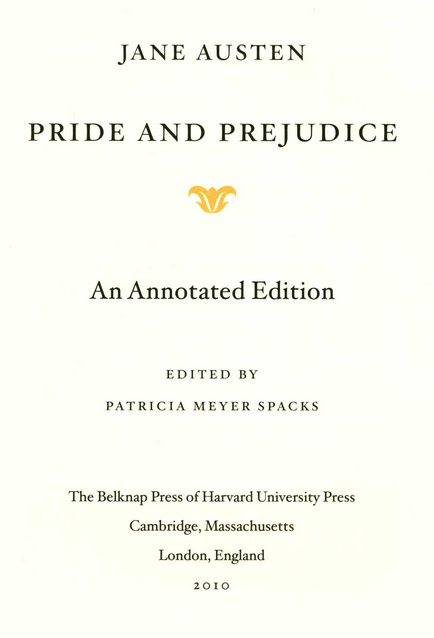 JANE AUSTEN
PRIDE AND PREJUDICE
An Annotated Edition
EDITED BY
PATRICIA MEYER SPACKS
The Belknap Press of Harvard University Press
Cambridge, Massachusetts
London, England
2010